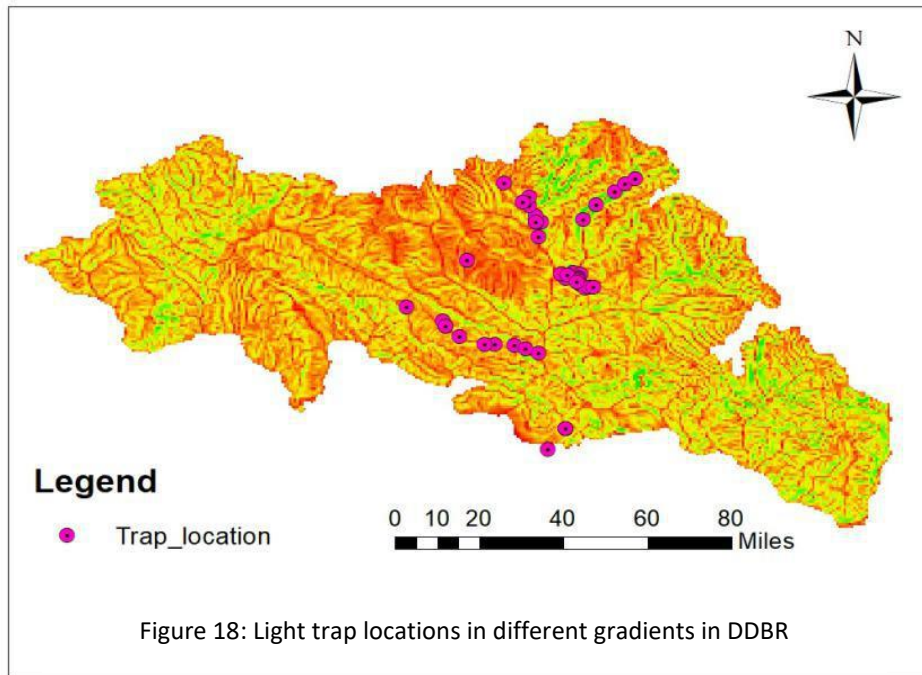 N
Legend
Trap_location
0 10 20 40 60 80
Miles
Figure 18: Light trap locations in different gradients in DDBR